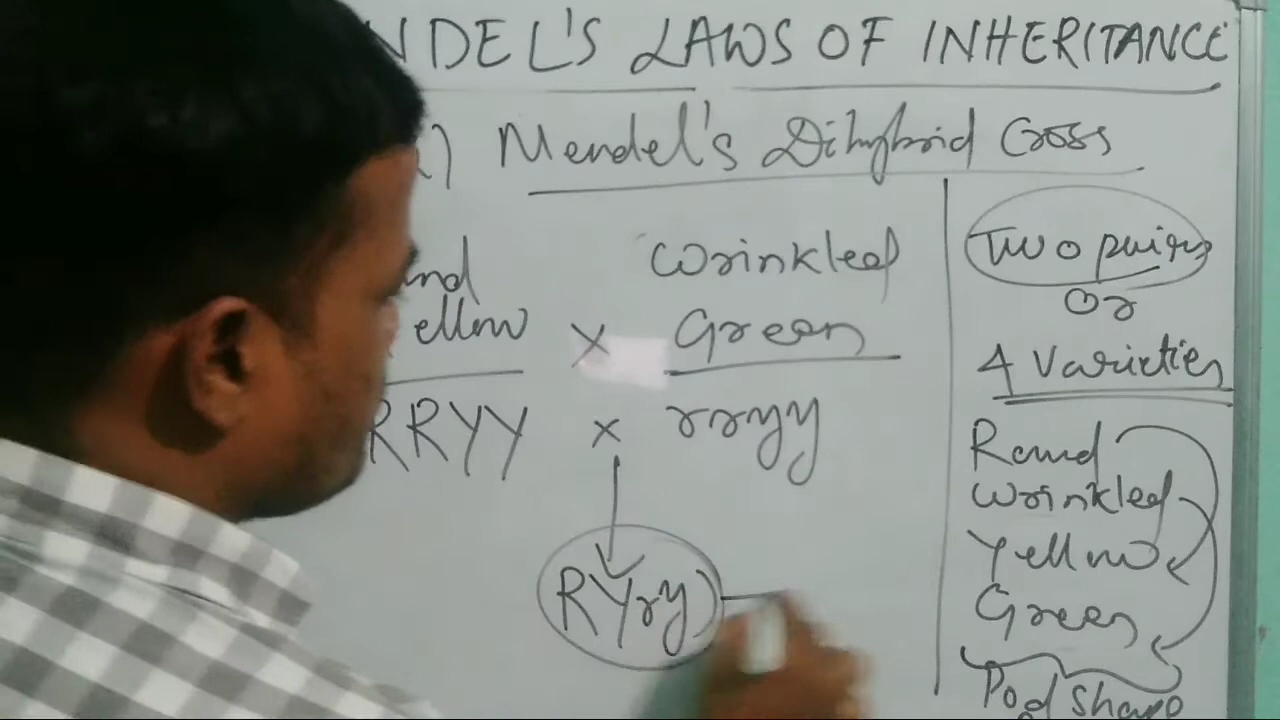 NDEL'S LAWS OF INHERITANCE
) Mendel's Dihybrid Cross
nd
ellow
X
Wrinkled
Green
RRYY x rryy
RYry
Two pairs
Or
4 Varieties
Round
Wrinkled
Yellow
Green
Pod shape